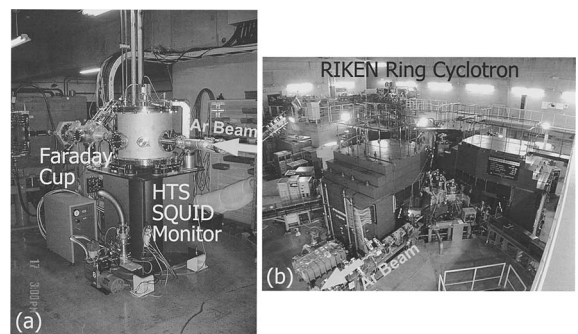 Ar Beam
Faraday
Cup
HTS
SQUID
Monitor
(a)
RIKEN Ring Cyclotron
Ar Beam
(b)